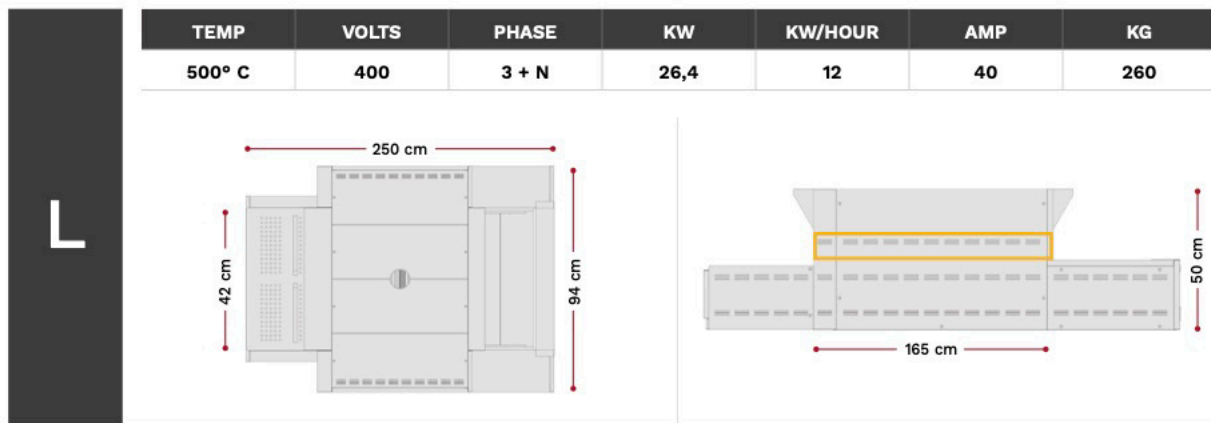 TEMP VOLTS PHASE KW KW/HOUR AMP KG
500° C 400 3 + N 26,4 12 40 260
L
250 cm
42 cm
94 cm
50 cm
165 cm